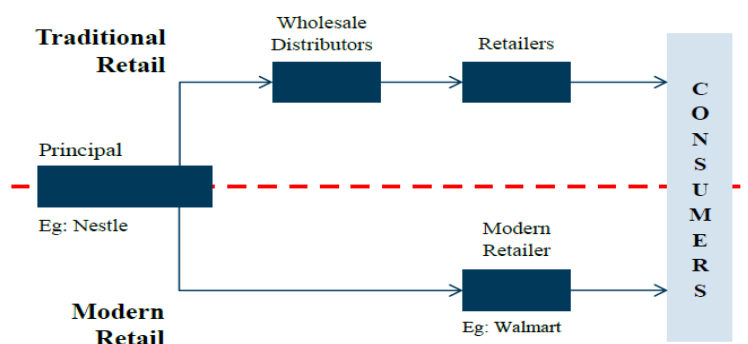 Traditional
Retail
Wholesale
Distributors
Retailers
Principal
Eg: Nestle
Modern
Retailer
Eg: Walmart
Modern
Retail
C
O
N
S
U
M
E
R
S